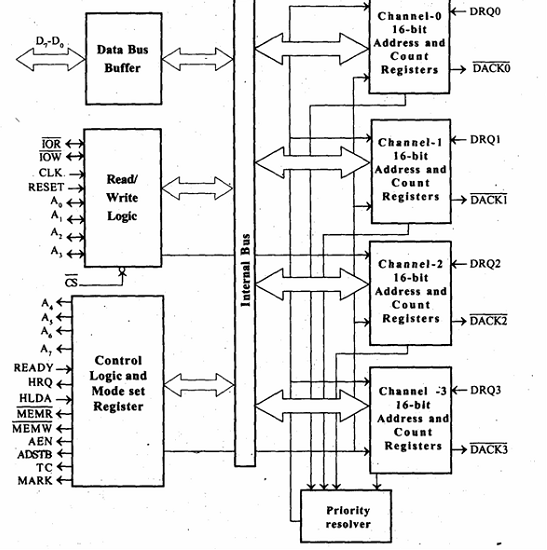 D7-D0
Data Bus
Buffer
IOR
IOW
CLK
RESET
A0
A1
A2
A3
CS
Read/
Write
Logic
A4
A5
A6
A7
READY
HRQ
HLDA
MEMR
MEMW
AEN
ADSTB
TC
MARK
Control
Logic and
Mode set
Register
Internal Bus
Channel-0
16-bit
Address and
Count
Registers
DRQ0
DACK0
Channel-1
16-bit
Address and
Count
Registers
DRQ1
DACK1
Channel-2
16-bit
Address and
Count
Registers
DRQ2
DACK2
Channel -3
16-bit
Address and
Count
Registers
DRQ3
DACK3
Priority
resolver